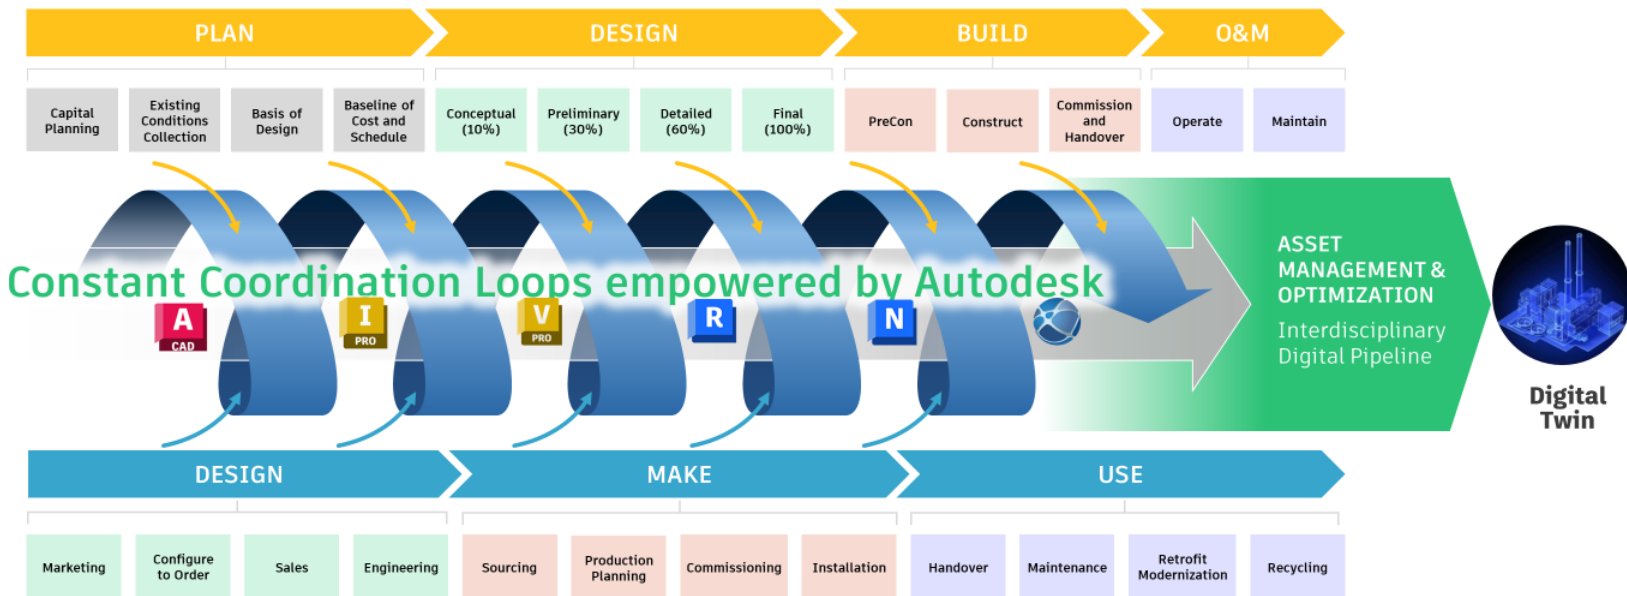 PLAN
DESIGN
BUILD
O&M
Capital
Planning
Existing
Conditions
Collection
Basis of
Design
Baseline of
Cost and
Schedule
Conceptual
(10%)
Preliminary
(30%)
Detailed
(60%)
Final
(100%)
PreCon
Construct
Commission
and
Handover
Operate
Maintain
Constant Coordination Loops empowered by Autodesk
A
CAD
I
PRO
V
PRO
R
N
ASSET
MANAGEMENT &
OPTIMIZATION
Interdisciplinary
Digital Pipeline
Digital
Twin
DESIGN
MAKE
USE
Marketing
Configure
to Order
Sales
Engineering
Sourcing
Production
Planning
Commissioning
Installation
Handover
Maintenance
Retrofit
Modernization
Recycling